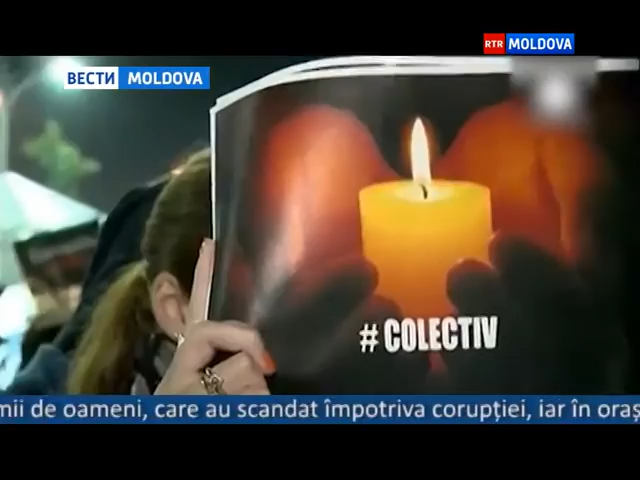 RTR MOLDOVA
ВЕСТИ MOLDOVA
# COLECTIV
mii de oameni, care au scandat împotriva corupției, iar în oraș